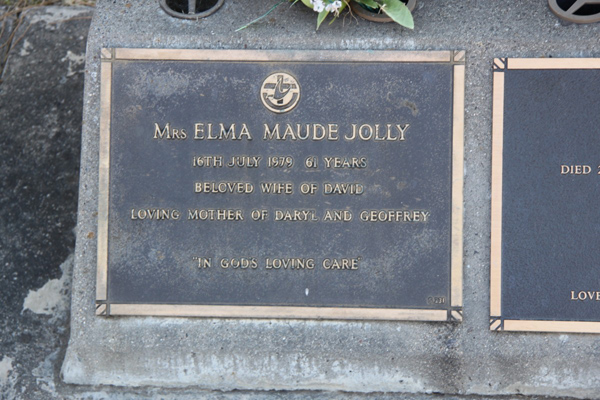 Mrs ELMA MAUDE JOLLY
16TH JULY 1979 61 YEARS
BELOVED WIFE OF DAVID
LOVING MOTHER OF DARYL AND GEOFFREY
"IN GOD'S LOVING CARE"
DIED
LOVE